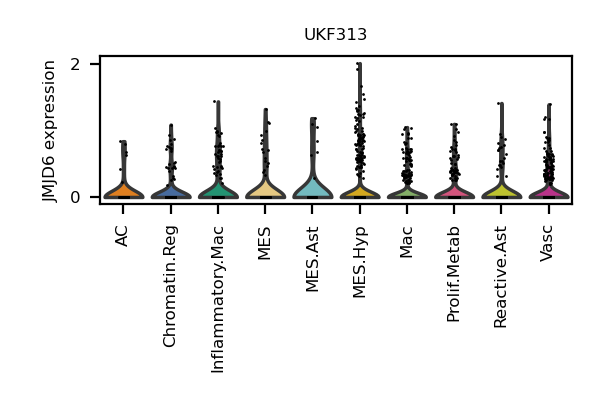 UKF313
JMJD6 expression
2
0
AC
Chromatin.Reg
Inflammatory.Mac
MES
MES.Ast
MES.Hyp
Mac
Prolif.Metab
Reactive.Ast
Vasc